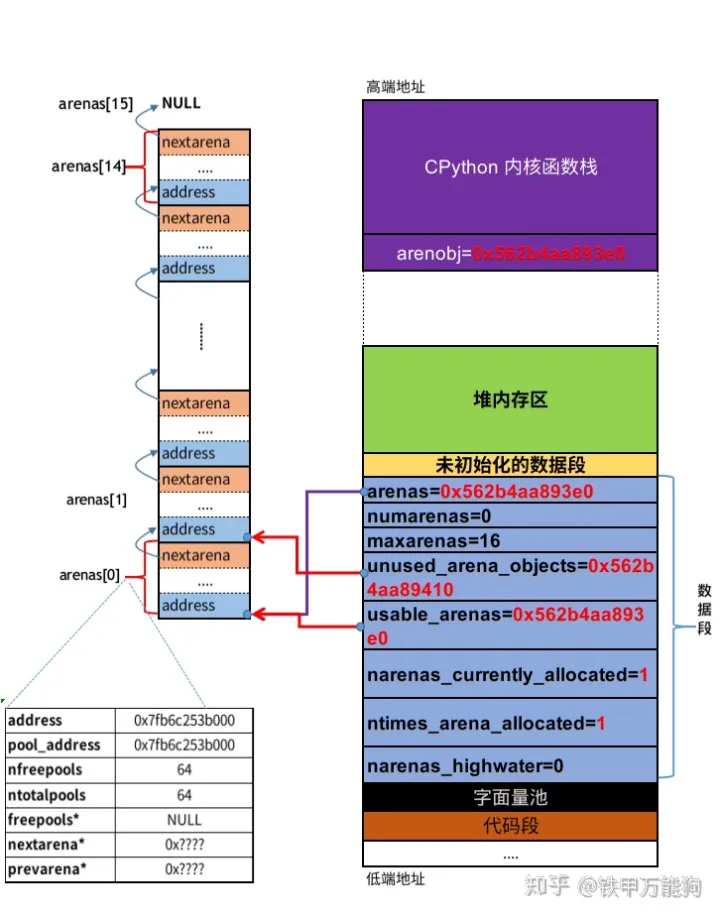 arenas[15]
NULL
nextarena
....
arenas[14]
address
nextarena
....
address
nextarena
....
address
nextarena
arenas[1]
....
address
nextarena
arenas[0]
....
address
address 0x7fb6c253b000
pool_address 0x7fb6c253b000
nfreepools 64
ntotalpools 64
freepools* NULL
nextarena* 0x????
prevarena* 0x????
高端地址
CPython 内核函数栈
arenobj=0x562b4aa893e0
堆内存区
未初始化的数据段
arenas=0x562b4aa893e0
numarenas=0
maxarenas=16
unused_arena_objects=0x562b
4aa89410
usable_arenas=0x562b4aa893
e0
narenas_currently_allocated=1
ntimes_arena_allocated=1
narenas_highwater=0
数据段
字面量池
代码段
....
低端地址
知乎 @铁甲万能狗